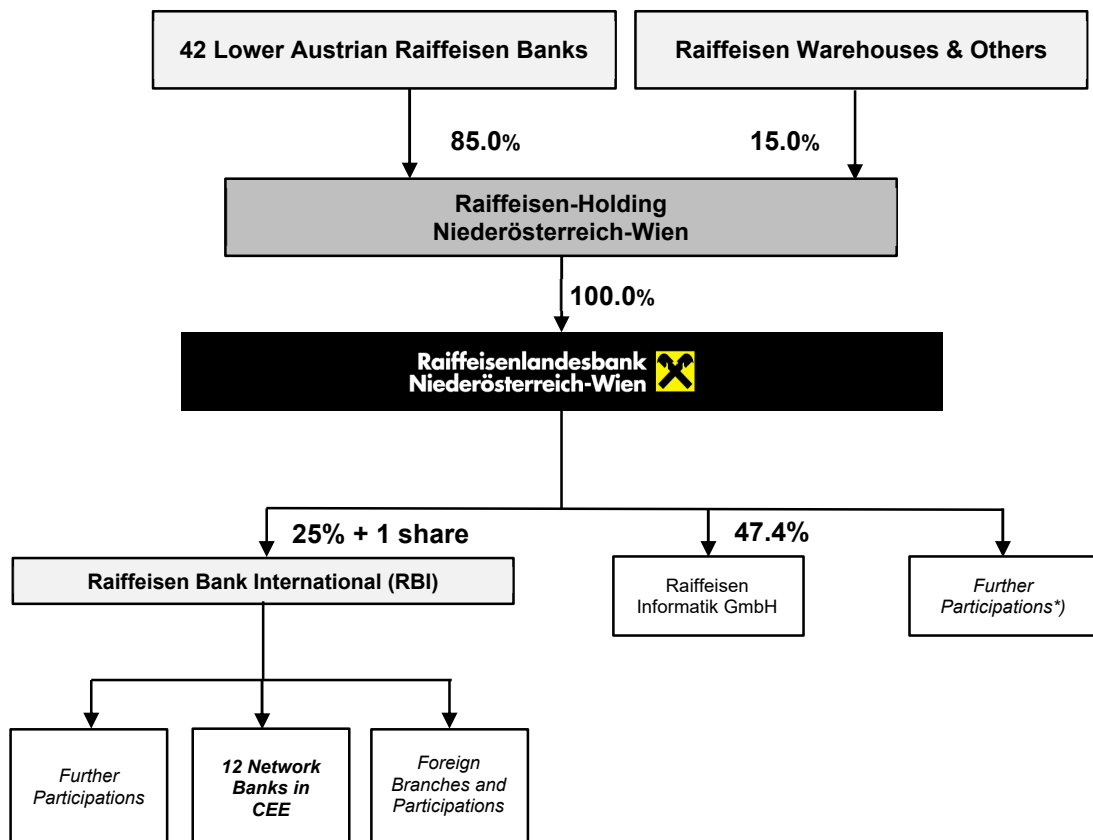 42 Lower Austrian Raiffeisen Banks
Raiffeisen Warehouses & Others
85.0%
15.0%
Raiffeisen-Holding
Niederösterreich-Wien
100.0%
Raiffeisenlandesbank
Niederösterreich-Wien
25% + 1 share
47.4%
Raiffeisen Bank International (RBI)
Raiffeisen
Informatik GmbH
Further
Participations*)
Further
Participations
12 Network
Banks in
CEE
Foreign
Branches and
Participations